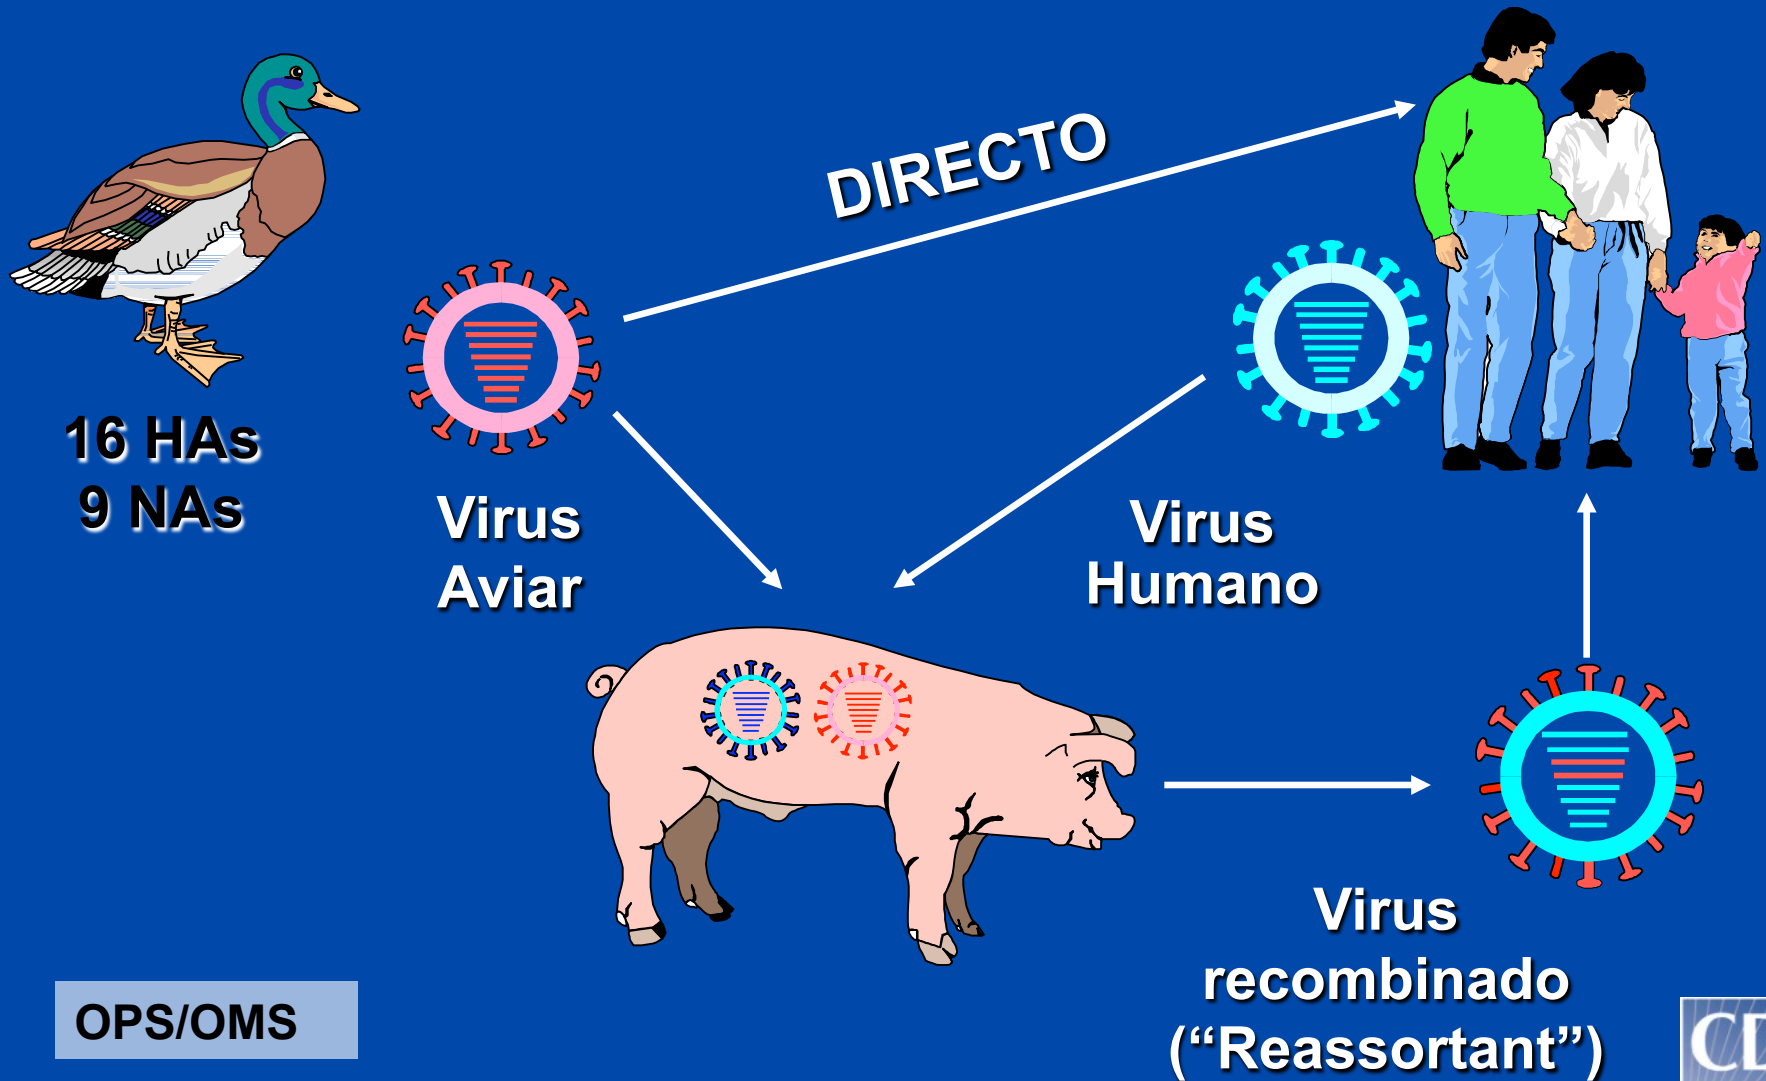 DIRECTO
16 HAs
9 NAs
Virus
Aviar
Virus
Humano
Virus
recombinado
(“Reassortant”)
OPS/OMS